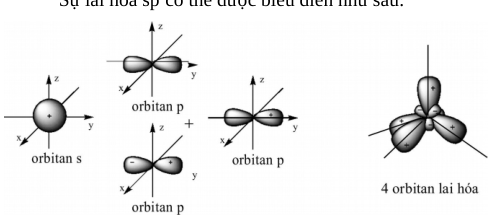 Sự lai hóa sp có thể được biểu diễn như sau:
z
y
x
orbitan p
z
+
y
x
orbitan s
+
z
+
y
x
orbitan p
z
- +
y
x
orbitan p
+
-
+
+
4 orbitan lai hóa